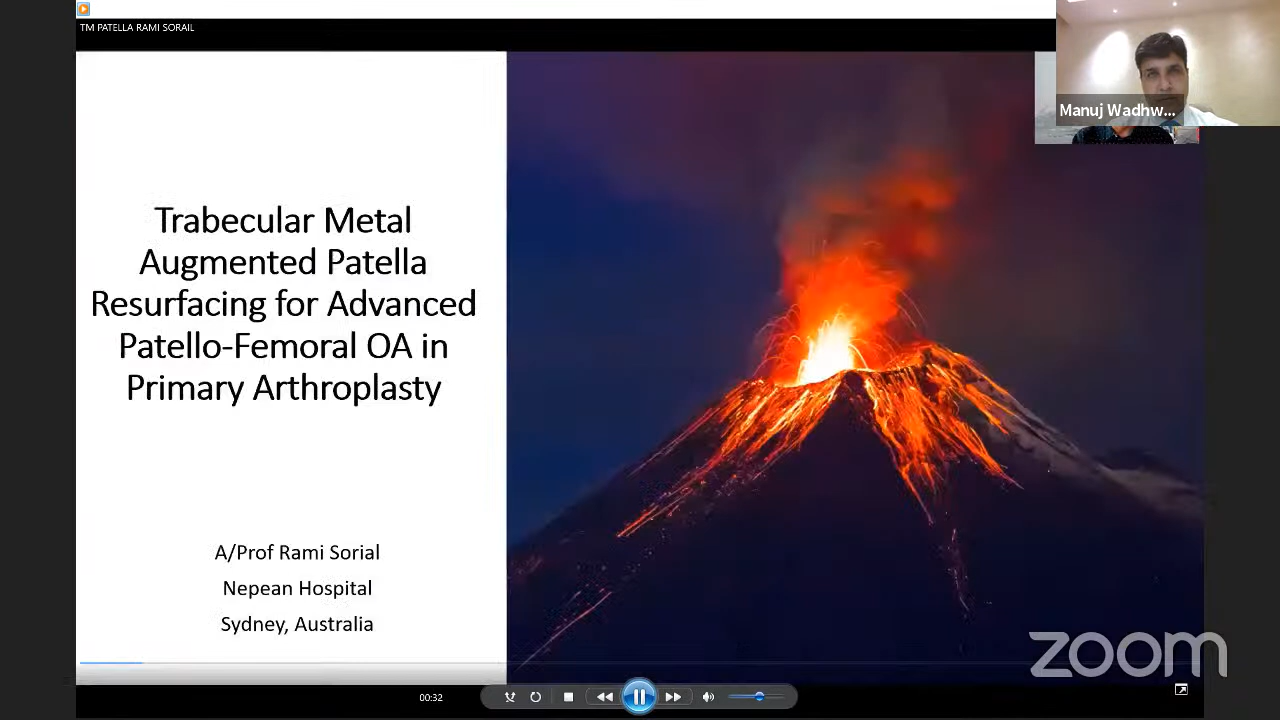 TM PATELLA RAMI SORAIL
Manuj Wadhw...
Trabecular Metal
Augmented Patella
Resurfacing for Advanced
Patello-Femoral OA in
Primary Arthroplasty
A/Prof Rami Sorial
Nepean Hospital
Sydney, Australia
zoom
00:32